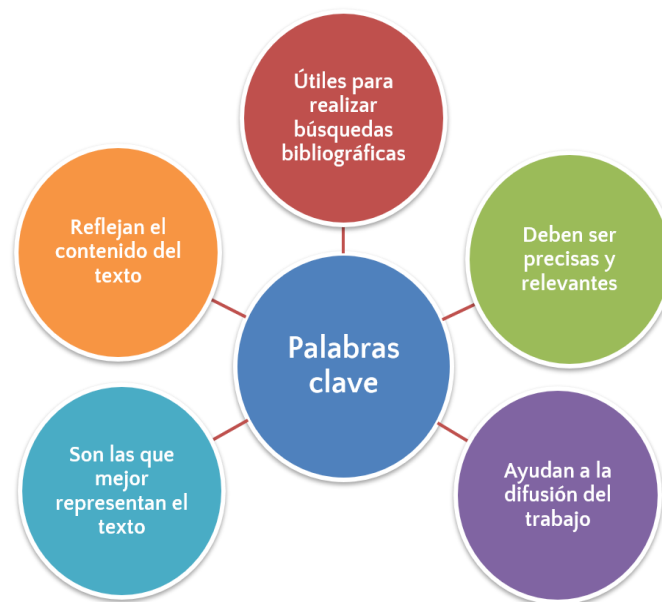 Útiles para
realizar
búsquedas
bibliográficas
Reflejan el
contenido del
texto
Deben ser
precisas y
relevantes
Palabras
clave
Son las que
mejor
representan el
texto
Ayudan a la
difusión del
trabajo